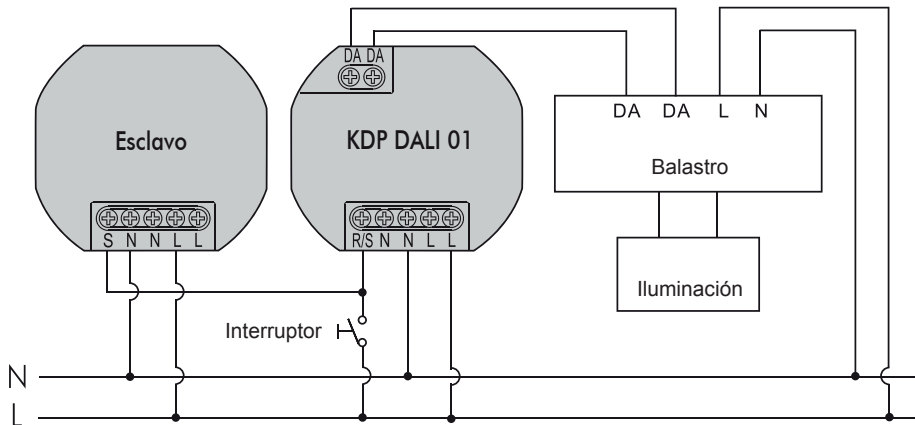 DA DA
Esclavo
KDP DALI 01
DA DA L N
Balastro
S N N L L
R/S N N L L
Iluminación
Interruptor
N
L